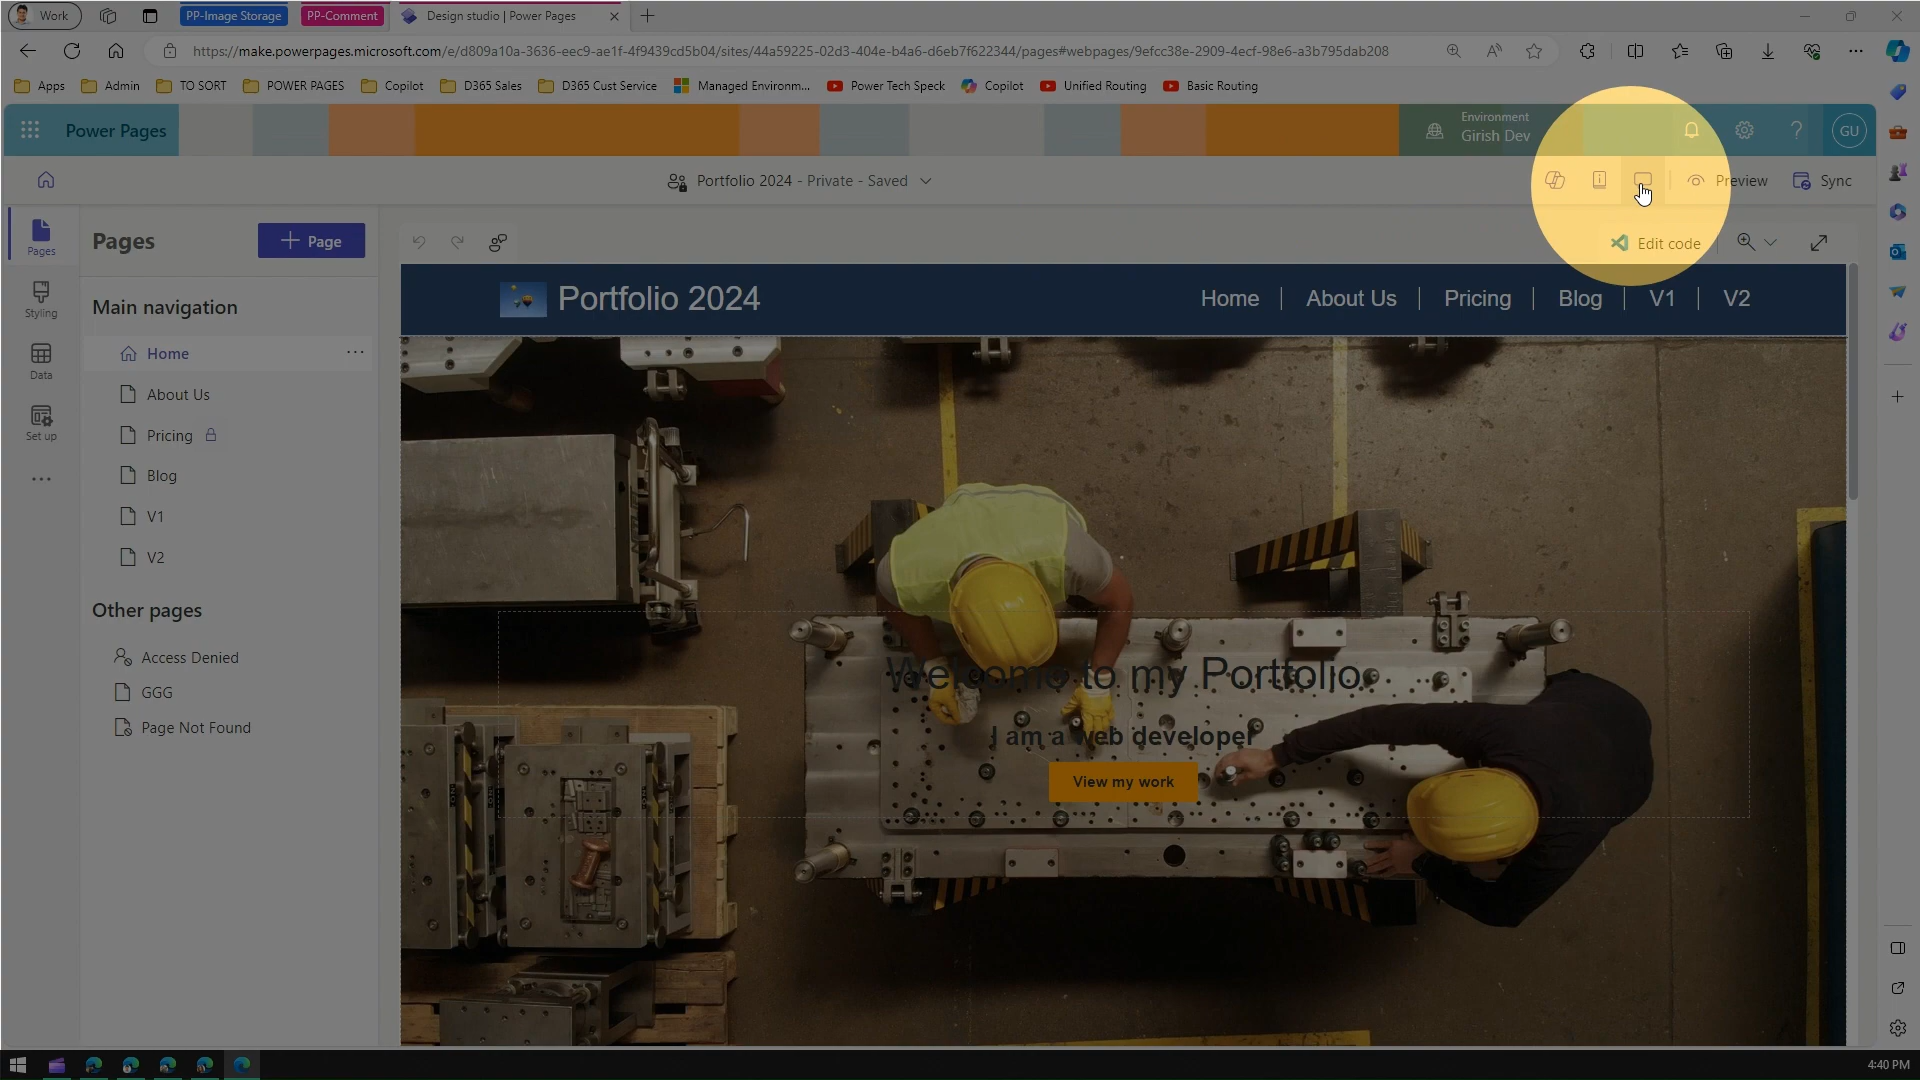 Work
PP-Image Storage
PP-Comment
Design studio | Power Pages
https://make.powerpages.microsoft.com/e/d809a10a-3636-eec9-ae1f-4f9439cd5b04/sites/44a59225-02d3-404e-b4a6-d6eb7f622344/pages#webpages/9efcc38e-2909-4ecf-98e6-a3b795dab208
Apps
Admin
TO SORT
POWER PAGES
Copilot
D365 Sales
D365 Cust Service
Managed Environm...
Power Tech Speck
Copilot
Unified Routing
Basic Routing
Power Pages
Environment
Girish Dev
GU
Portfolio 2024 - Private - Saved
Preview
Sync
Pages
Pages
+ Page
Edit code
Styling
Data
Set up
Main navigation
Home
About Us
Pricing
Blog
V1
V2
Other pages
Access Denied
GGG
Page Not Found
Portfolio 2024
Home | About Us | Pricing | Blog | V1 | V2
Welcome to my Portfolio
I am a web developer
View my work
4:40 PM